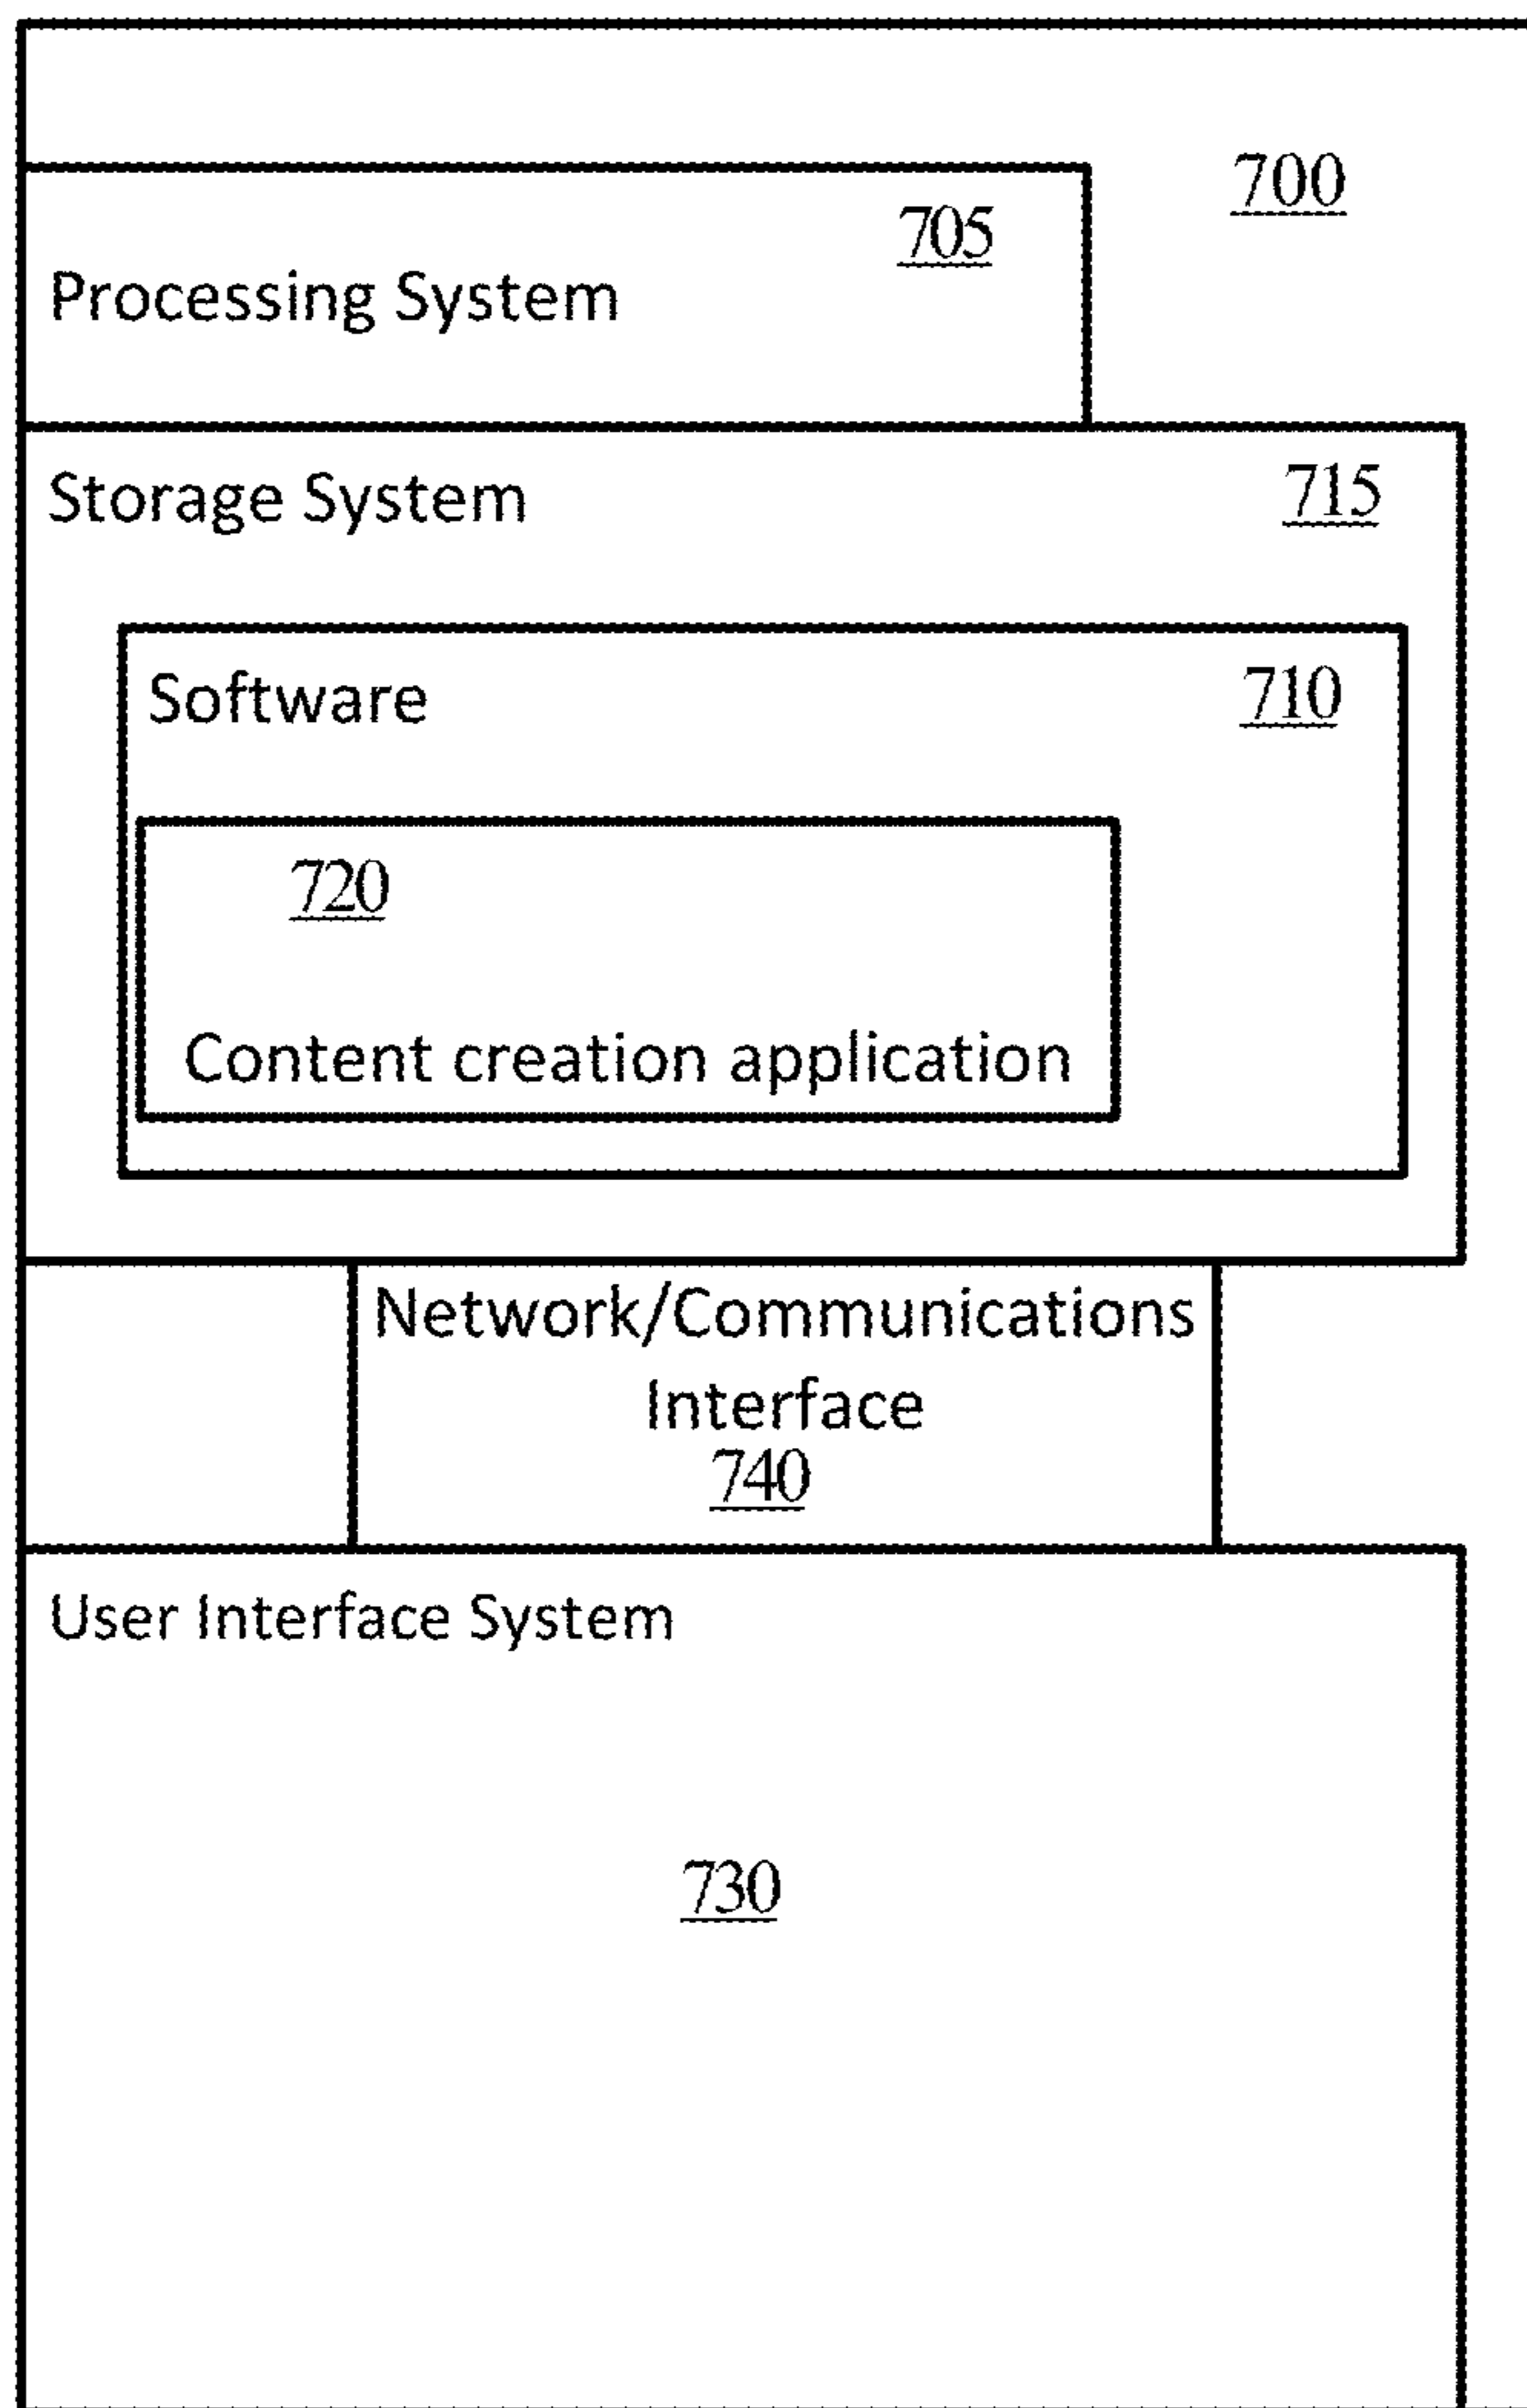 700
705
Processing System
Storage System
715
Software
710
720
Content creation application
Network/Communications
Interface
740
User Interface System
730